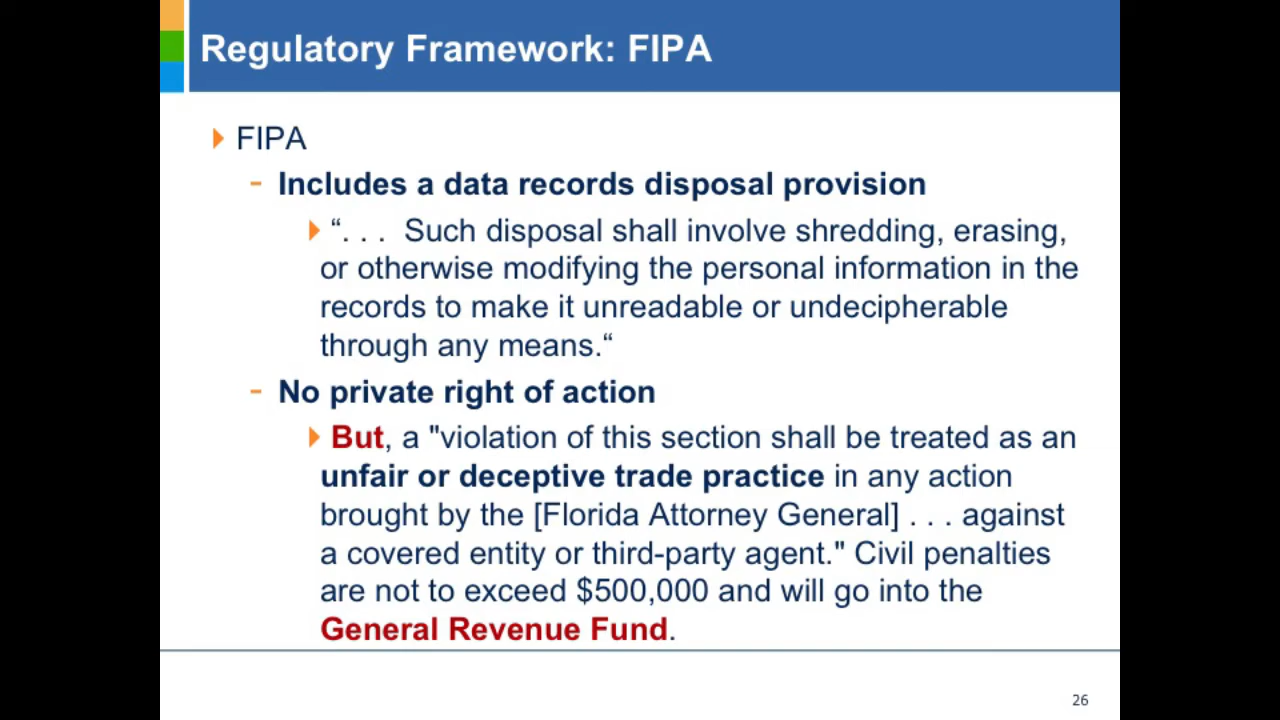 Regulatory Framework: FIPA
FIPA
- Includes a data records disposal provision
“. . . Such disposal shall involve shredding, erasing,
or otherwise modifying the personal information in the
records to make it unreadable or undecipherable
through any means.“
- No private right of action
But, a "violation of this section shall be treated as an
unfair or deceptive trade practice in any action
brought by the [Florida Attorney General] . . . against
a covered entity or third-party agent." Civil penalties
are not to exceed $500,000 and will go into the
General Revenue Fund.
26